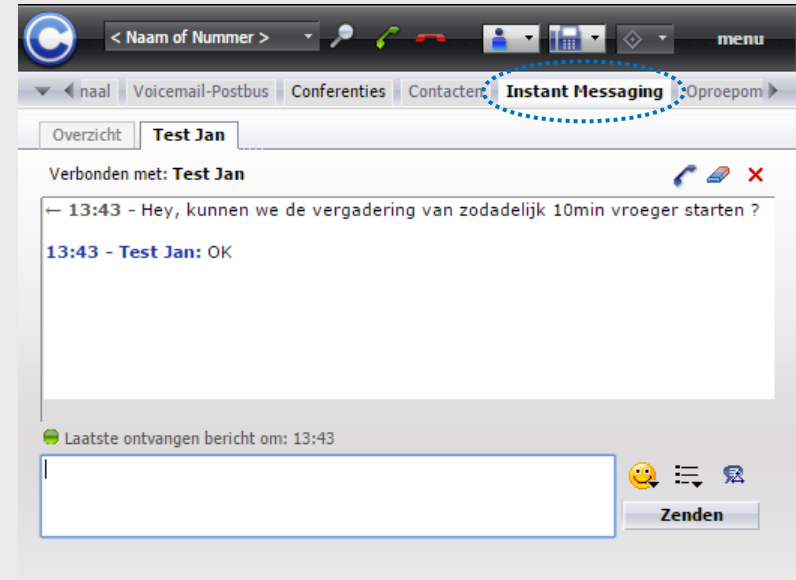 < Naam of Nummer > menu
naal Voicemail-Postbus Conferenties Contacten Instant Messaging Oproepom
Overzicht Test Jan
Verbonden met: Test Jan
← 13:43 - Hey, kunnen we de vergadering van zodadelijk 10min vroeger starten ?
13:43 - Test Jan: OK
Laatste ontvangen bericht om: 13:43
Zenden